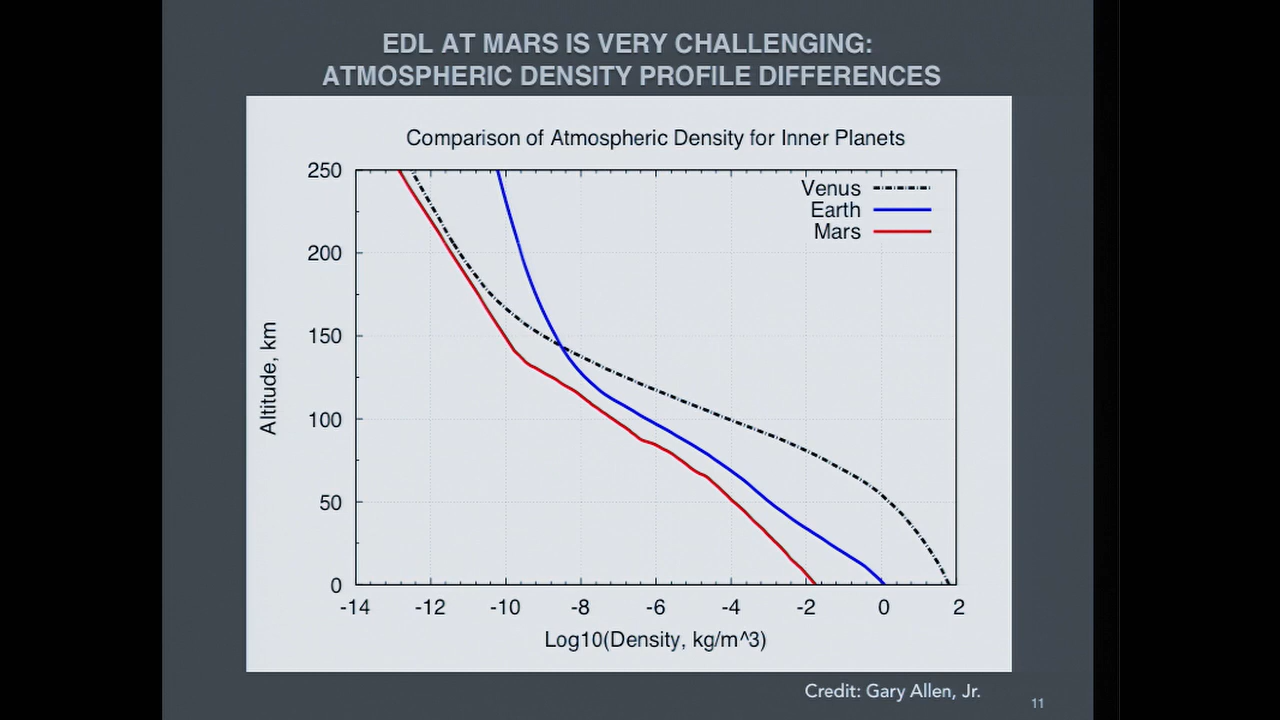 EDL AT MARS IS VERY CHALLENGING:
ATMOSPHERIC DENSITY PROFILE DIFFERENCES
Comparison of Atmospheric Density for Inner Planets
250
200
150
100
50
0
Altitude, km
Venus
Earth
Mars
-14 -12 -10 -8 -6 -4 -2 0 2
Log10(Density, kg/m^3)
Credit: Gary Allen, Jr.
11